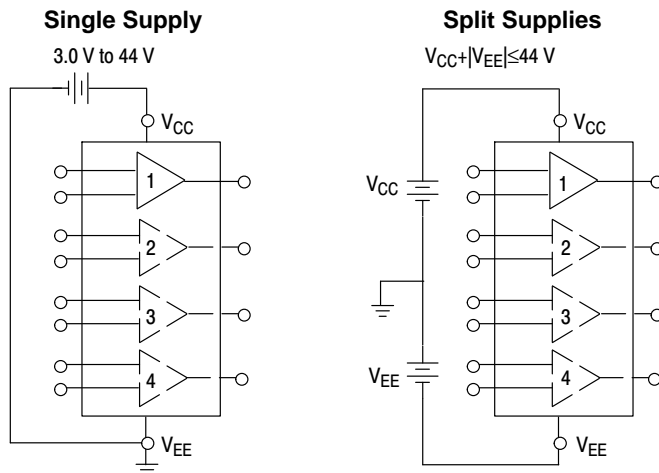 Single Supply
3.0 V to 44 V
VCC
1
2
3
4
VEE
Split Supplies
VCC+|VEE|≤44 V
VCC
VCC
1
2
3
VEE
4
VEE